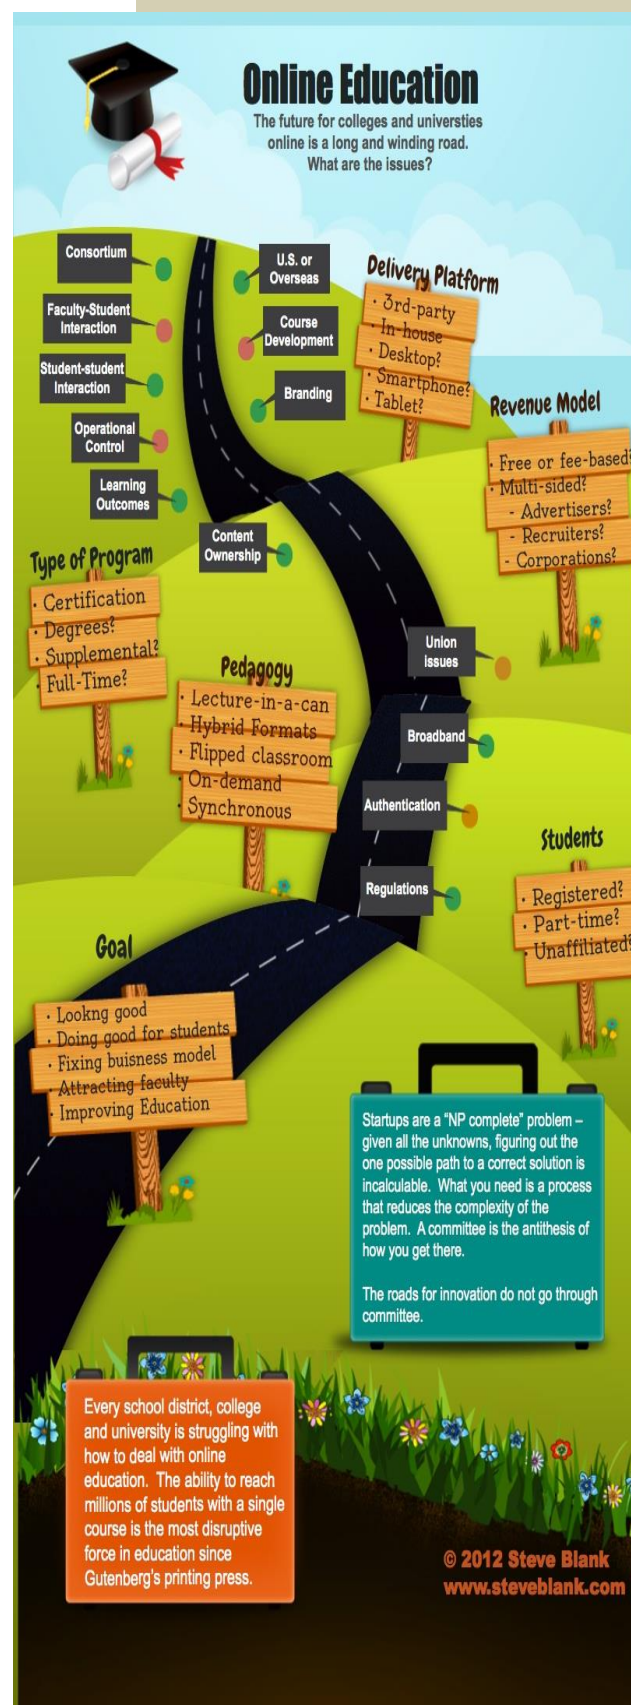 Online Education
The future for colleges and universties
online is a long and winding road.
What are the issues?
Consortium
U.S. or
Overseas
Faculty-Student
Interaction
Course
Development
Student-student
Interaction
Branding
Operational
Control
Learning
Outcomes
Content
Ownership
Delivery Platform
· 3rd-party
· In-house
· Desktop?
· Smartphone?
· Tablet?
Revenue Model
· Free or fee-based?
· Multi-sided?
- Advertisers?
- Recruiters?
- Corporations?
Type of Program
· Certification
· Degrees?
· Supplemental?
· Full-Time?
Pedagogy
· Lecture-in-a-can
· Hybrid Formats
· Flipped classroom
· On-demand
· Synchronous
Union
Issues
Broadband
Authentication
Regulations
Students
· Registered?
· Part-time?
· Unaffiliated?
Goal
· Lookng good
· Doing good for students
· Fixing buisness model
· Attracting faculty
· Improving Education
Startups are a “NP complete” problem –
given all the unknowns, figuring out the
one possible path to a correct solution is
incalculable. What you need is a process
that reduces the complexity of the
problem. A committee is the antithesis of
how you get there.
The roads for innovation do not go through
committee.
Every school district, college
and university is struggling with
how to deal with online
education. The ability to reach
millions of students with a single
course is the most disruptive
force in education since
Gutenberg's printing press.
© 2012 Steve Blank
www.steveblank.com